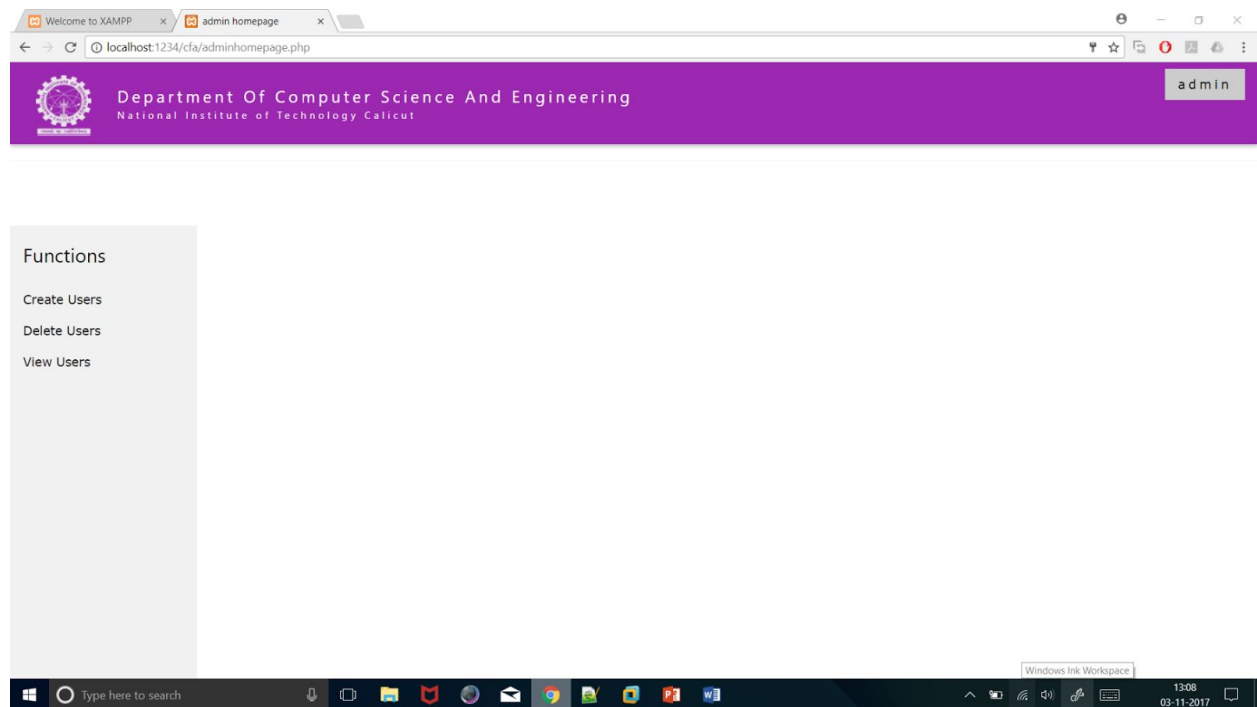 Welcome to XAMPP
admin homepage
localhost:1234/cfa/adminhomepage.php
Department Of Computer Science And Engineering
National Institute of Technology Calicut
admin
Functions
Create Users
Delete Users
View Users
Windows Ink Workspace
Type here to search
13:08
03-11-2017